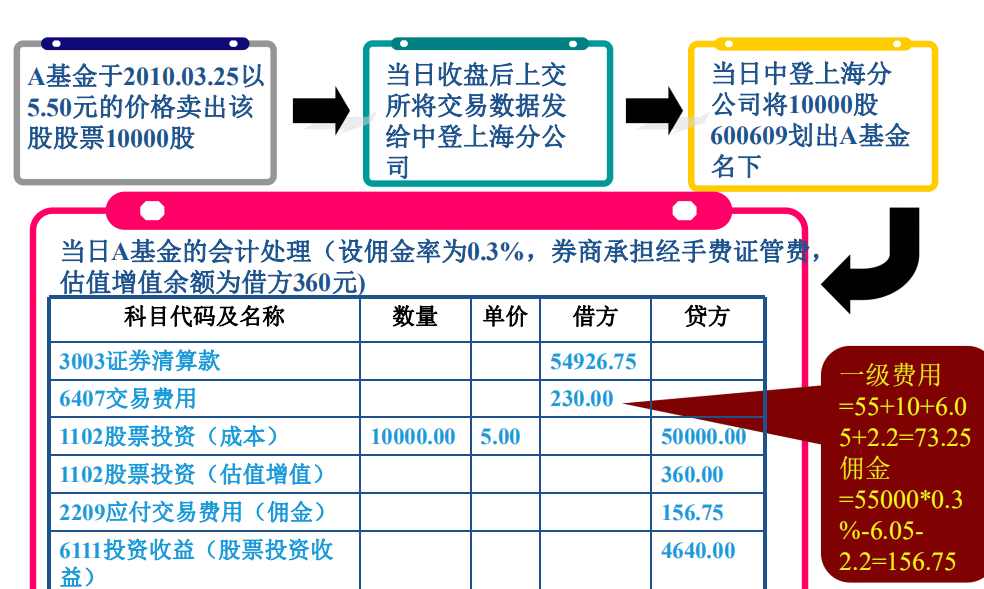 A基金于2010.03.25以
5.50元的价格卖出该
股股票10000股
当日收盘后上交
所将交易数据发
给中登上海分公
司
当日中登上海分
公司将10000股
600609划出A基金
名下
当日A基金的会计处理（设佣金率为0.3%，券商承担经手费证管费，
估值增值余额为借方360元)
科目代码及名称 数量 单价 借方 贷方
3003证券清算款 54926.75
6407交易费用 230.00
1102股票投资（成本） 10000.00 5.00 50000.00
1102股票投资（估值增值） 360.00
2209应付交易费用（佣金） 156.75
6111投资收益（股票投资收 4640.00
益）
一级费用
=55+10+6.0
5+2.2=73.25
佣金
=55000*0.3
%-6.05-
2.2=156.75